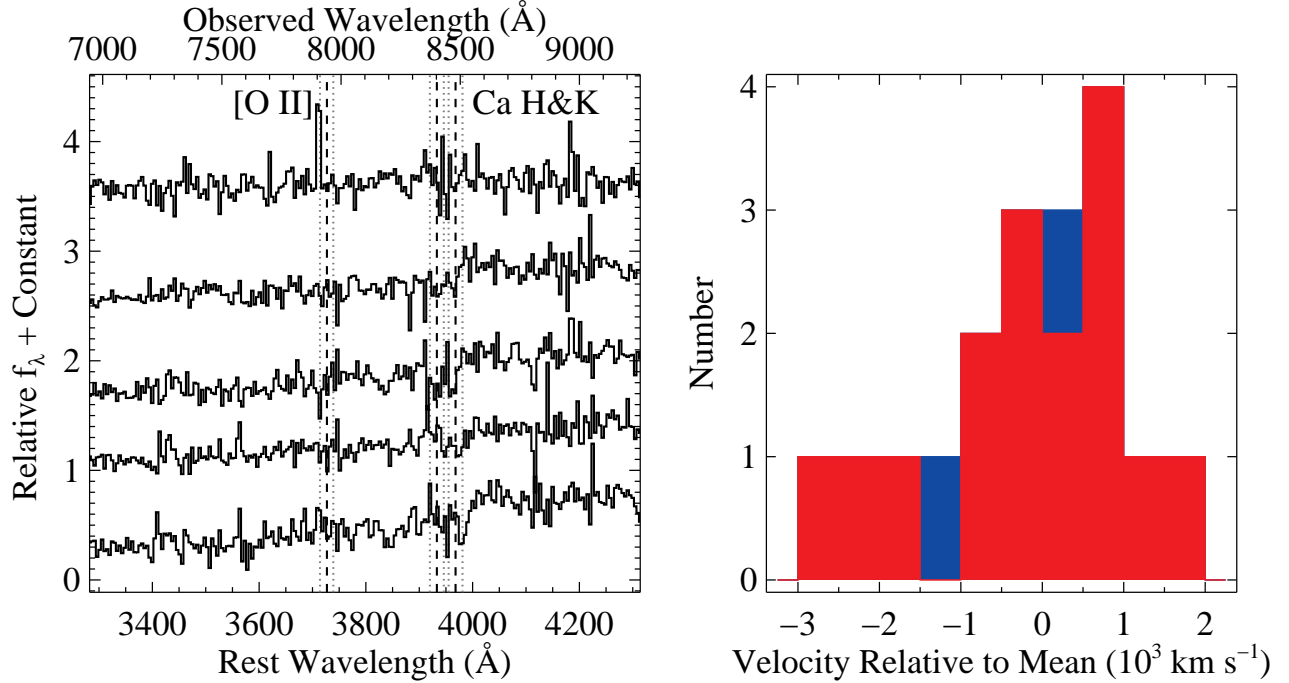 Observed Wavelength (Å)
7000 7500 8000 8500 9000
[O II] Ca H&K
4
3
2
1
0
Relative fλ + Constant
3400 3600 3800 4000 4200
Rest Wavelength (Å)
4
3
2
1
0
Number
−3 −2 −1 0 1 2
Velocity Relative to Mean (10³ km s⁻¹)